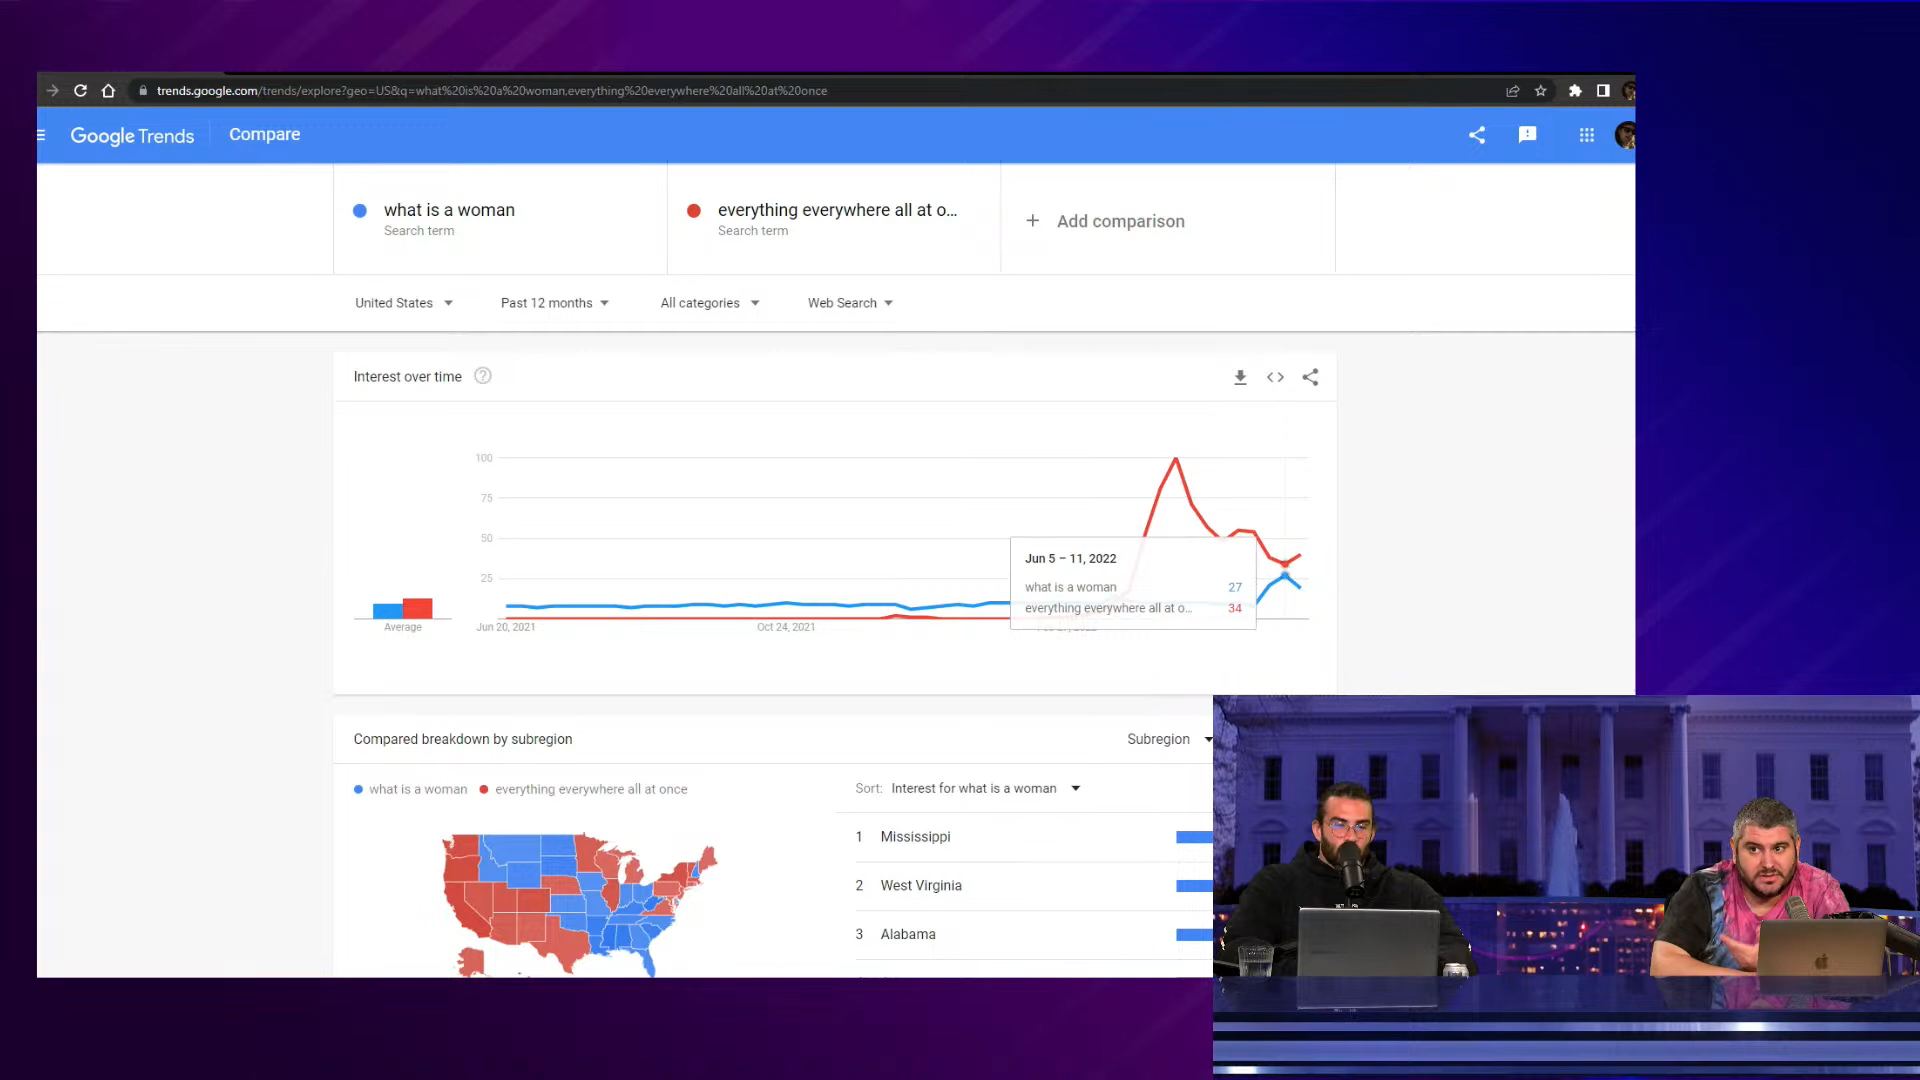 trends.google.com/trends/explore?geo=US&q=what%20is%20a%20woman,everything%20everywhere%20all%20at%20once
Google Trends
Compare
what is a woman
Search term
everything everywhere all at o...
Search term
+ Add comparison
United States
Past 12 months
All categories
Web Search
Interest over time
100
75
50
25
Average
Jun 20, 2021
Oct 24, 2021
Jun 5 – 11, 2022
what is a woman 27
everything everywhere all at o... 34
Compared breakdown by subregion
Subregion
what is a woman
everything everywhere all at once
Sort: Interest for what is a woman
1 Mississippi
2 West Virginia
3 Alabama